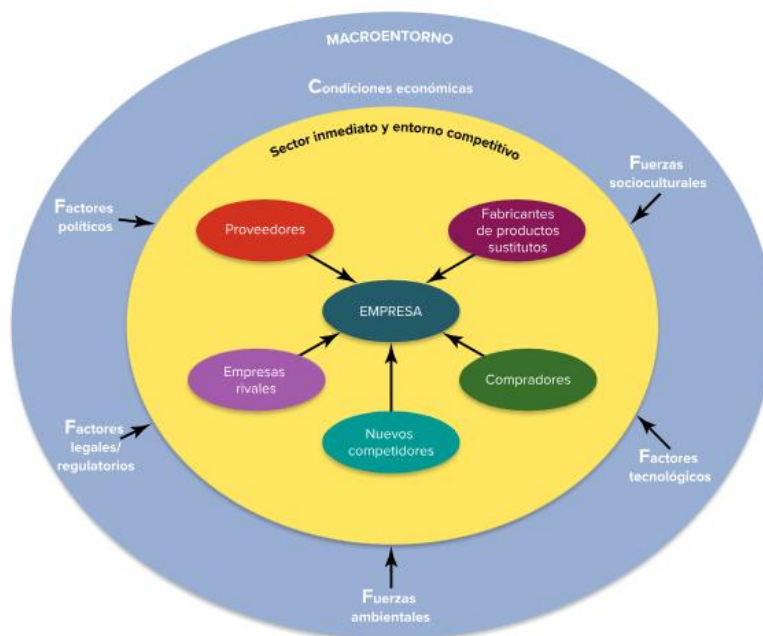 MACROENTORNO
Condiciones económicas
Sector inmediato y entorno competitivo
Fuerzas
socioculturales
Factores
políticos
Proveedores
Fabricantes
de productos
sustitutos
EMPRESA
Empresas
rivales
Compradores
Nuevos
competidores
Factores
legales/
regulatorios
Factores
tecnológicos
Fuerzas
ambientales